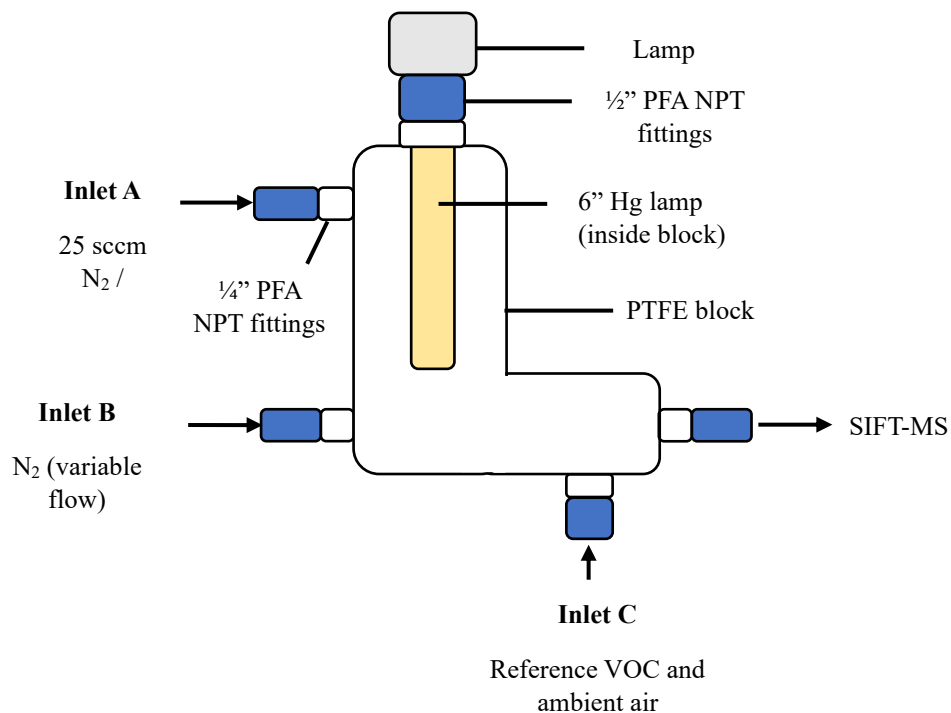 Lamp
½” PFA NPT
fittings
Inlet A
25 sccm
N₂ /
¼” PFA
NPT fittings
6” Hg lamp
(inside block)
PTFE block
Inlet B
N₂ (variable
flow)
SIFT-MS
Inlet C
Reference VOC and
ambient air